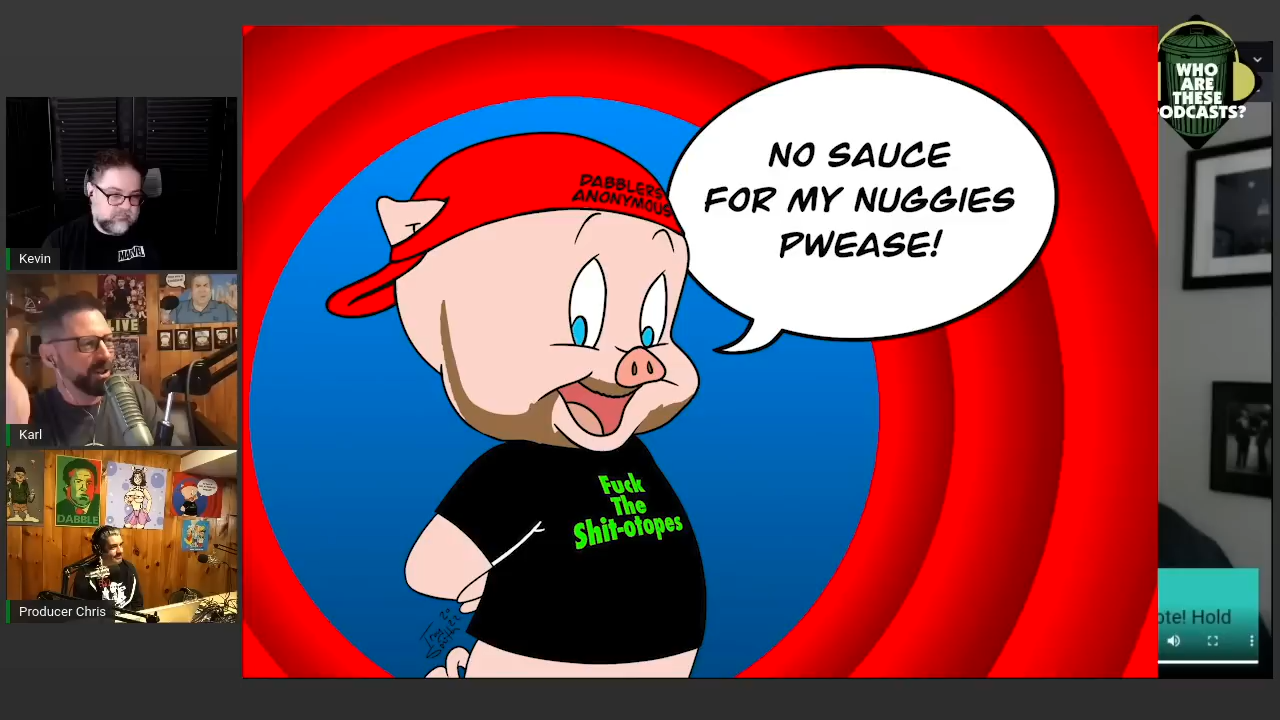 WHO
ARE
THESE
PODCASTS?
NO SAUCE
FOR MY NUGGIES
PWEASE!
DABBLERS
ANONYMOUS
MARVEL
Kevin
LIVE
Karl
Fuck
The
Shit-otopes
DABBLE
Producer Chris
Hold